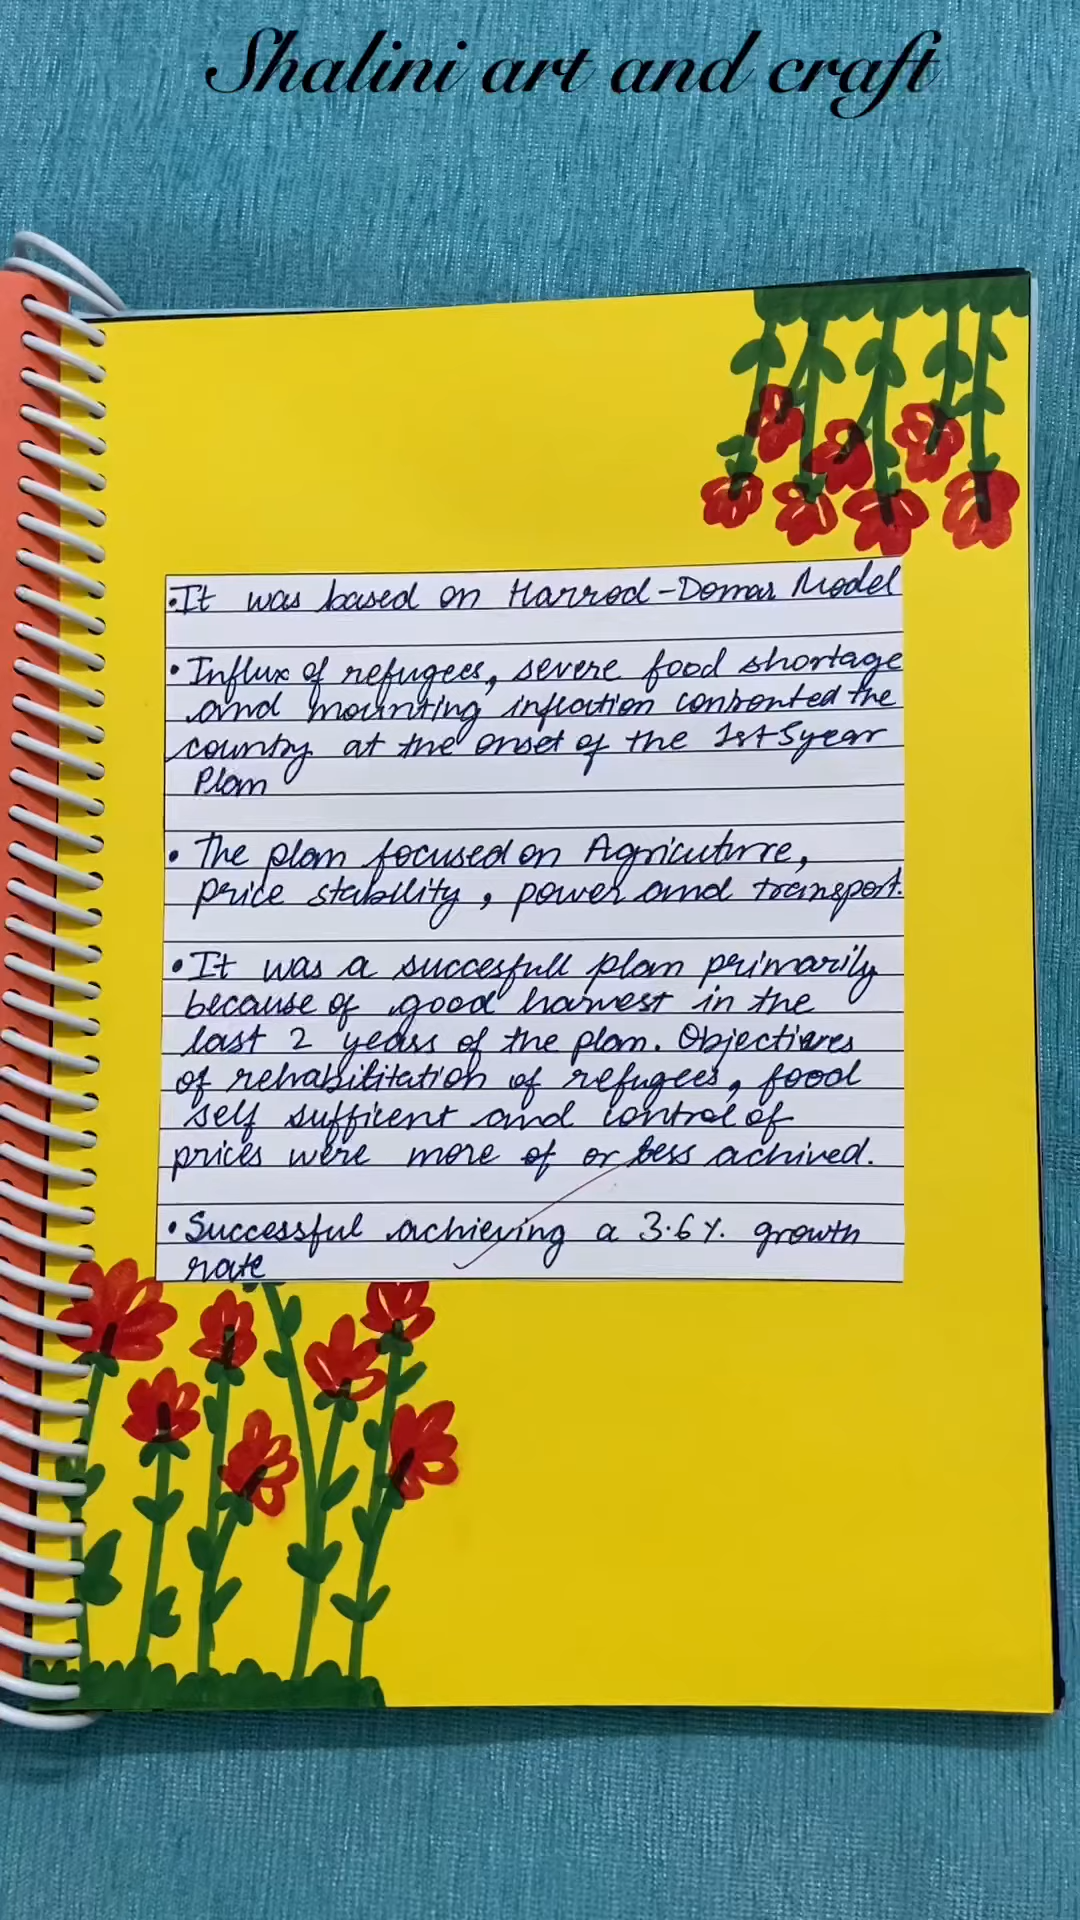 Shalini art and craft
• It was based on Harrod-Domar Model
• Influx of refugees, severe food shortage
and mounting inflation confronted the
country at the onset of the 1st 5year
Plan
• The plan focused on Agricuture,
price stability, power and transport.
• It was a succesfull plan primarily
because of good harvest in the
last 2 years of the plan. Objectives
of rehabilitation of refugees, food
self sufficent and control of
prices were more of or less achived.
• Successful achieving a 3.6%. growth
rate